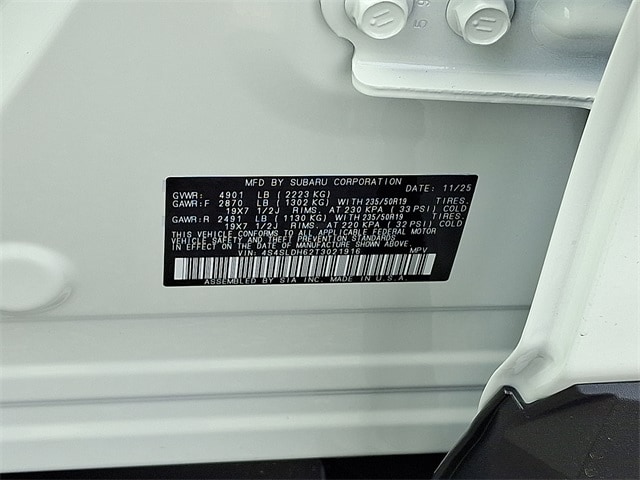 59
MFD BY SUBARU CORPORATION DATE: 11/25
GVWR: 4901 LB ( 2223 KG)
GAWR:F 2870 LB ( 1302 KG) WITH 235/50R19 TIRES,
19X7 1/2J RIMS. AT 230 KPA ( 33 PSI) COLD
GAWR:R 2491 LB ( 1130 KG) WITH 235/50R19 TIRES,
19X7 1/2J RIMS. AT 220 KPA ( 32 PSI) COLD
THIS VEHICLE CONFORMS TO ALL APPLICABLE FEDERAL MOTOR
VEHICLE SAFETY AND THEFT PREVENTION STANDARDS IN
EFFECT ON THE DATE OF MANUFACTURE SHOWN ABOVE.
VIN: 4S4SLDH62T3021916 MPV
ASSEMBLED BY SIA INC. MADE IN U.S.A.